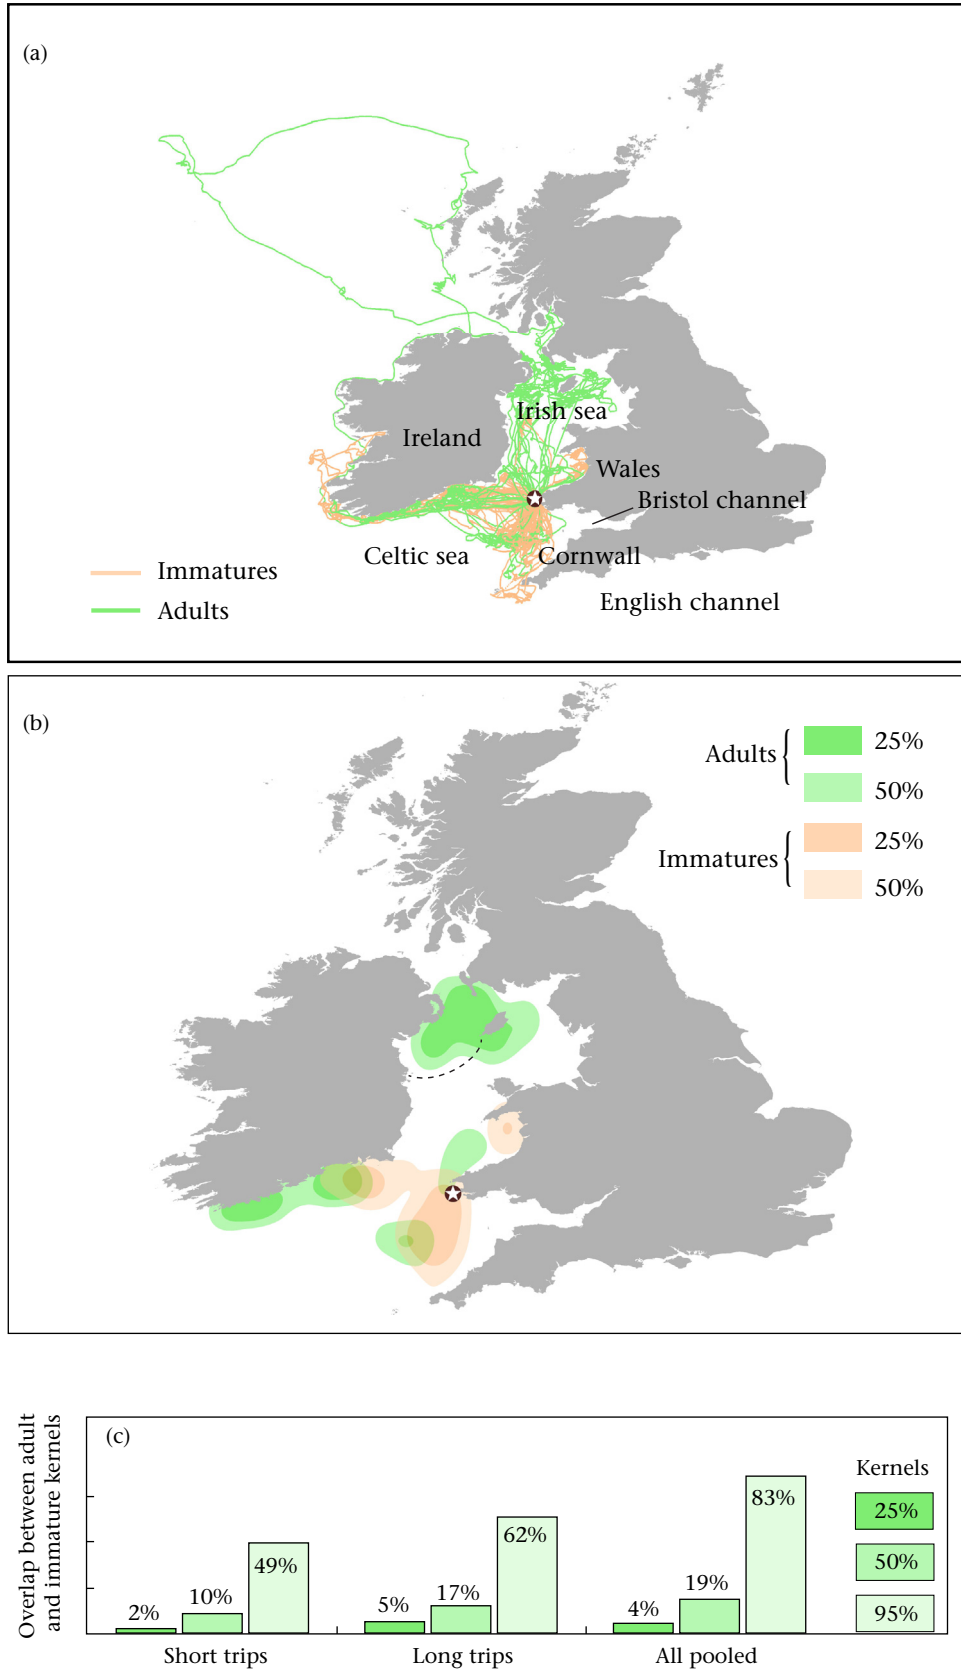 (a)
Irish sea
Ireland
Wales
Bristol channel
Celtic sea
Cornwall
Immatures
English channel
Adults
(b)
Adults
25%
50%
Immatures
25%
50%
(c)
Overlap between adult
and immature kernels
Kernels
25%
50%
95%
2%
10%
49%
5%
17%
62%
4%
19%
83%
Short trips
Long trips
All pooled